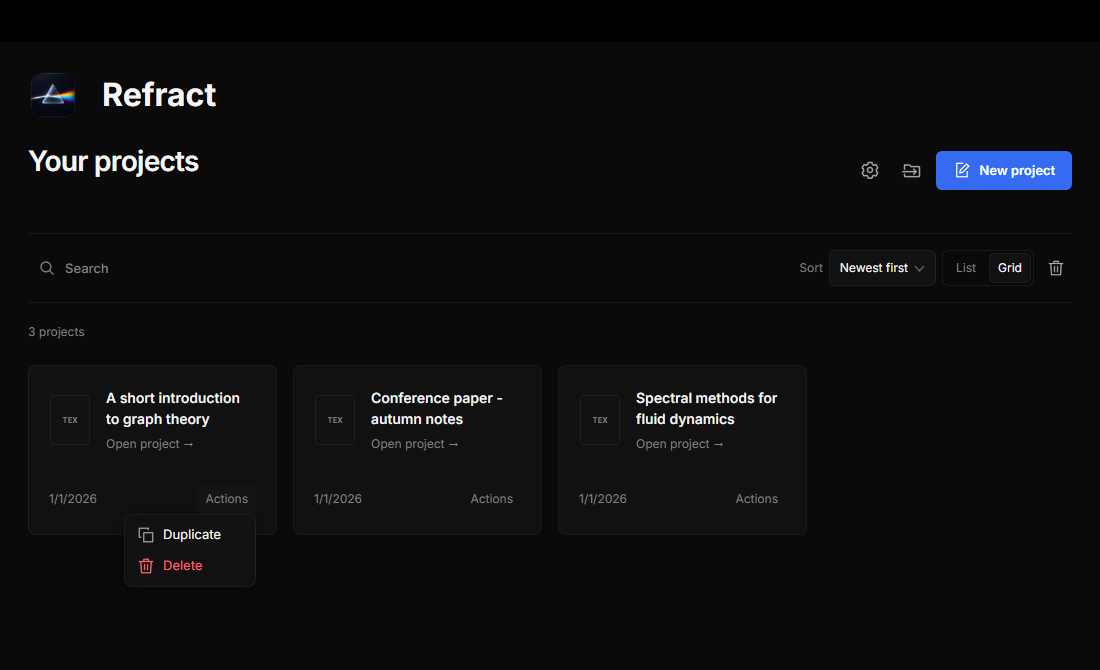 Refract
Your projects
New project
Search
Sort
Newest first
List
Grid
3 projects
TEX
A short introduction
to graph theory
Open project →
1/1/2026
Actions
TEX
Conference paper -
autumn notes
Open project →
1/1/2026
Actions
TEX
Spectral methods for
fluid dynamics
Open project →
1/1/2026
Actions
Duplicate
Delete